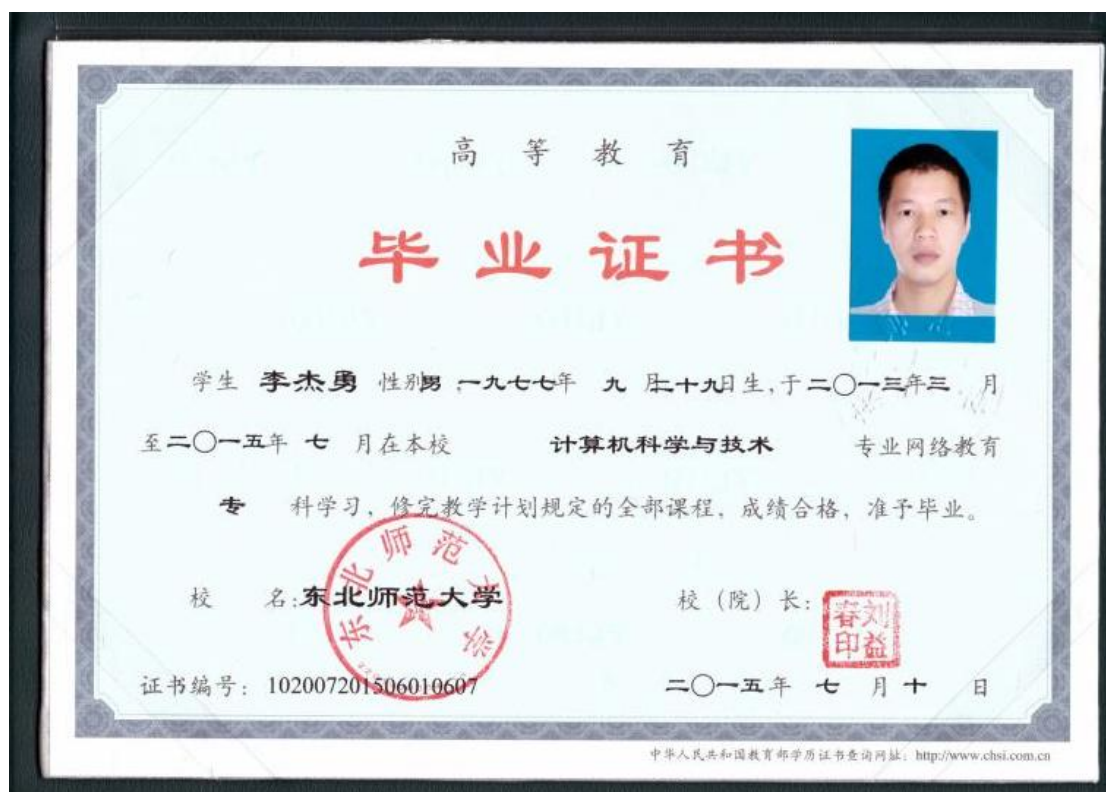 高等教育
毕业证书
学生 李杰勇 性别男,一九七七年 九 月二十九日生,于二〇一三年三 月
至二〇一五年 七 月在本校 计算机科学与技术 专业网络教育
专 科学习,修完教学计划规定的全部课程,成绩合格,准予毕业。
东北师范大学
校 名:东北师范大学 校(院)长:
刘益春印
证书编号:102007201506010607 二〇一五年 七 月十 日
中华人民共和国教育部学历证书查询网址:http://www.chsi.com.cn